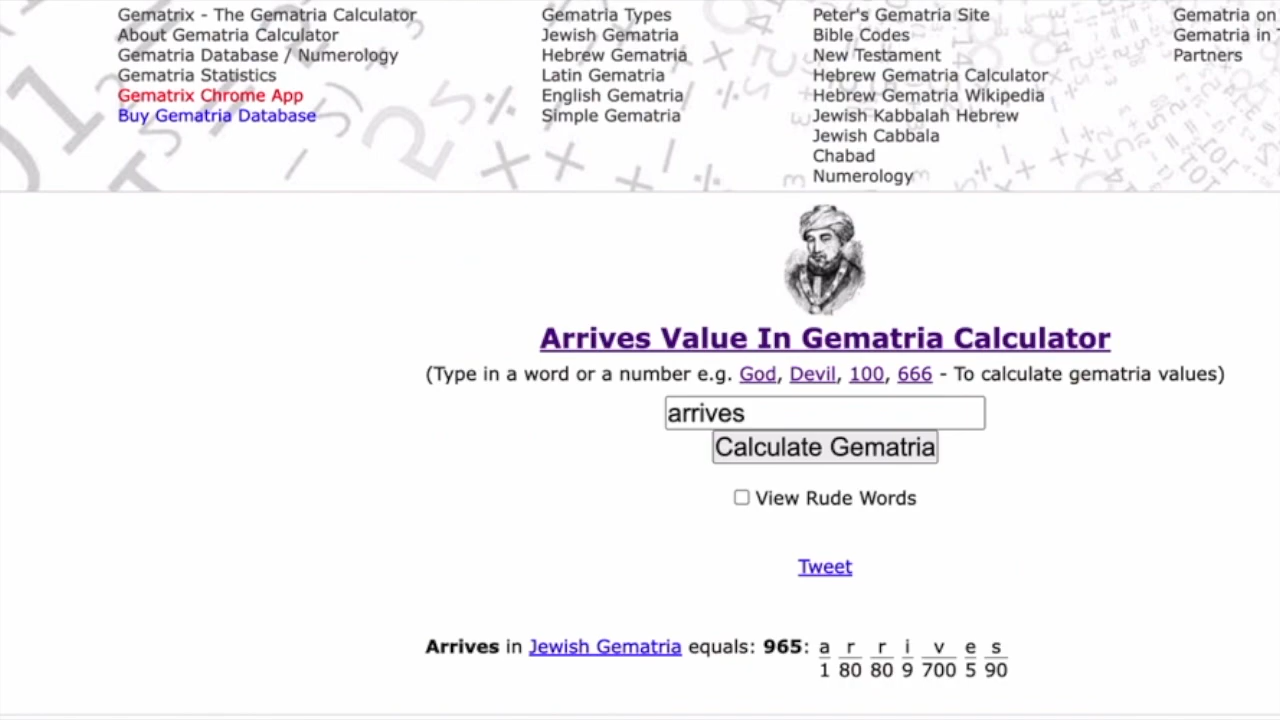 Gematrix - The Gematria Calculator
About Gematria Calculator
Gematria Database / Numerology
Gematria Statistics
Gematrix Chrome App
Buy Gematria Database
Gematria Types
Jewish Gematria
Hebrew Gematria
Latin Gematria
English Gematria
Simple Gematria
Peter's Gematria Site
Bible Codes
New Testament
Hebrew Gematria Calculator
Hebrew Gematria Wikipedia
Jewish Kabbalah Hebrew
Jewish Cabbala
Chabad
Numerology
Gematria on
Gematria in
Partners
Arrives Value In Gematria Calculator
(Type in a word or a number e.g. God, Devil, 100, 666 - To calculate gematria values)
arrives
Calculate Gematria
View Rude Words
Tweet
Arrives in Jewish Gematria equals: 965: a r r i v e s
1 80 80 9 700 5 90